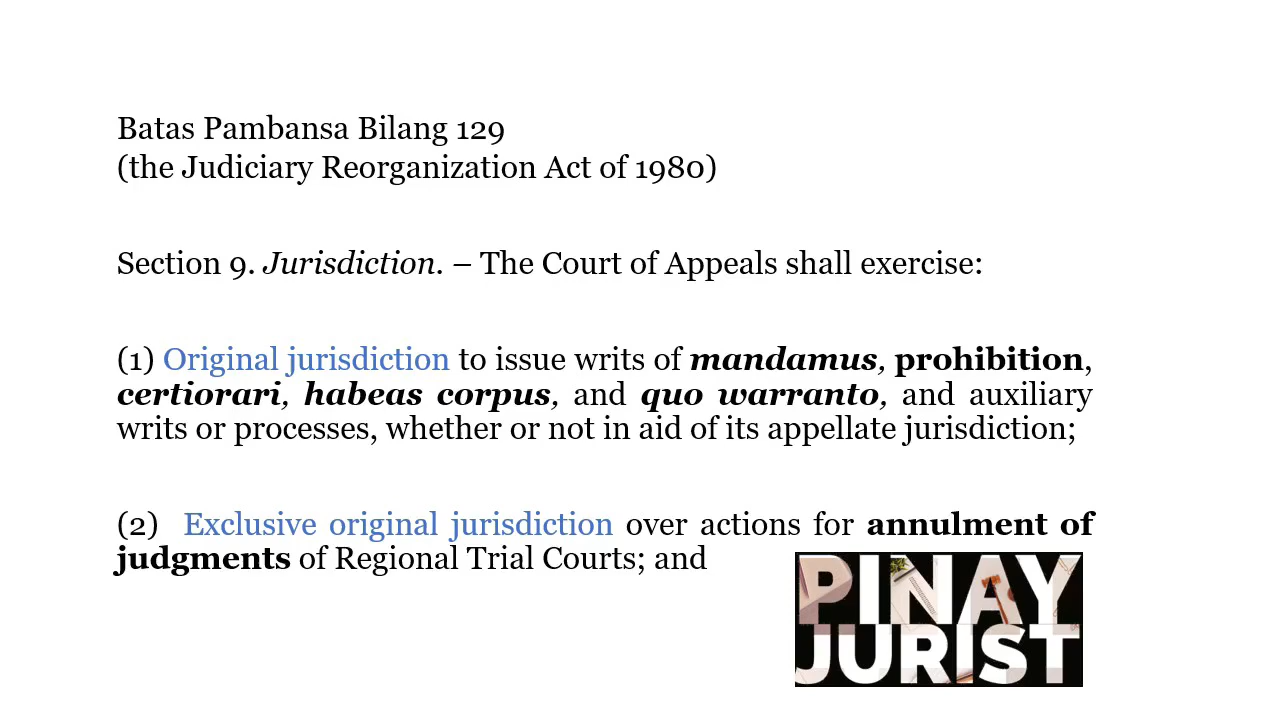 Batas Pambansa Bilang 129
(the Judiciary Reorganization Act of 1980)
Section 9. Jurisdiction. – The Court of Appeals shall exercise:
(1) Original jurisdiction to issue writs of mandamus, prohibition,
certiorari, habeas corpus, and quo warranto, and auxiliary
writs or processes, whether or not in aid of its appellate jurisdiction;
(2) Exclusive original jurisdiction over actions for annulment of
judgments of Regional Trial Courts; and
PINAY
JURIST